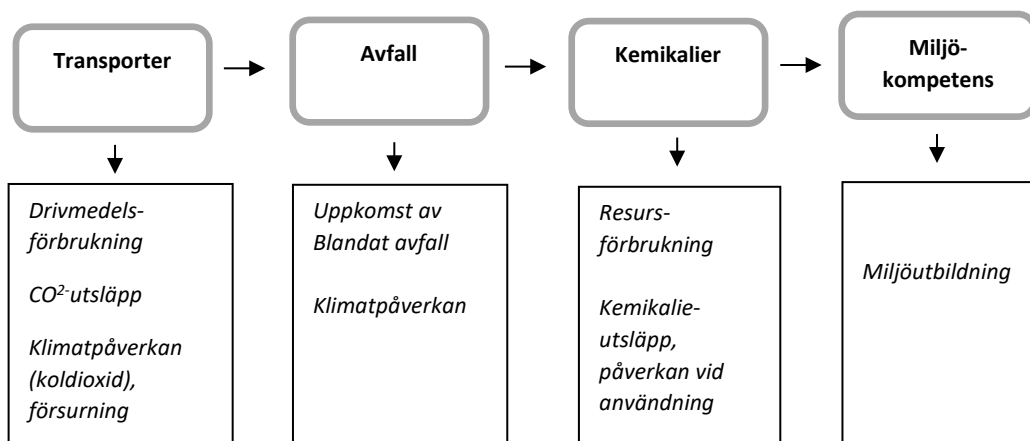 Transporter
Avfall
Kemikalier
Miljö-
kompetens
Drivmedels-
förbrukning
CO²-utsläpp
Klimatpåverkan
(koldioxid),
försurning
Uppkomst av
Blandat avfall
Klimatpåverkan
Resurs-
förbrukning
Kemikalie-
utsläpp,
påverkan vid
användning
Miljöutbildning